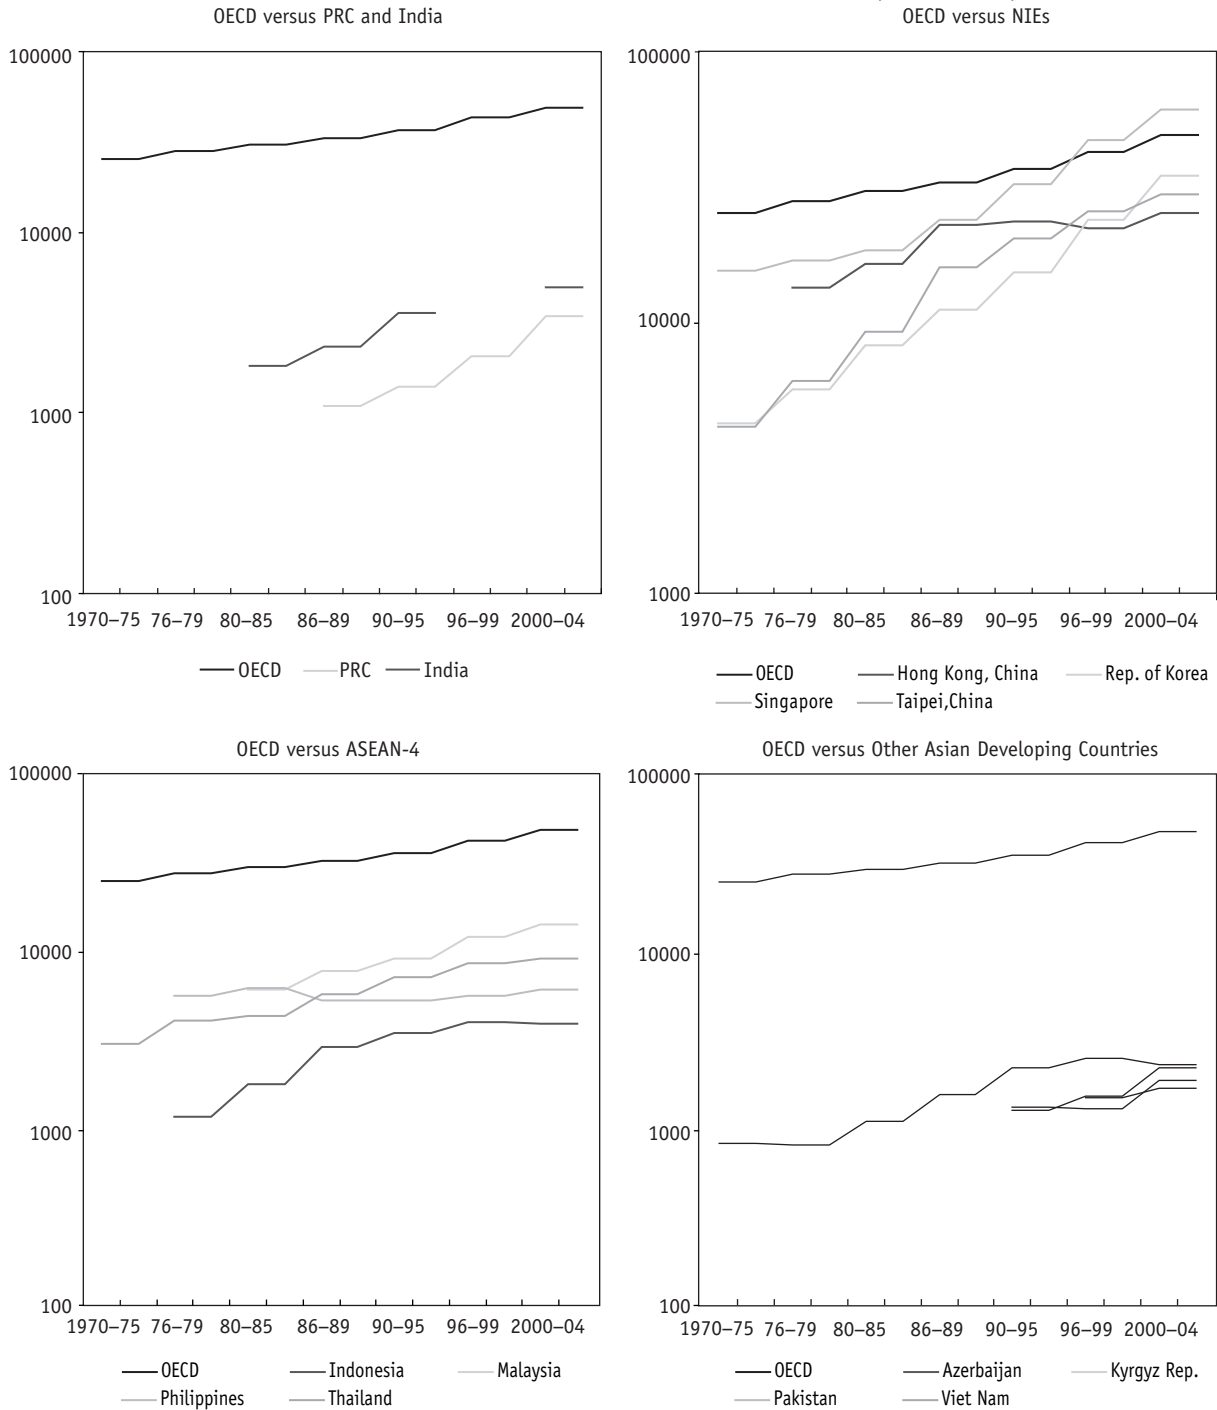 OECD versus PRC and India
100000
10000
1000
100
1970–75 76–79 80–85 86–89 90–95 96–99 2000–04
OECD PRC India
OECD versus NIEs
100000
10000
1000
1970–75 76–79 80–85 86–89 90–95 96–99 2000–04
OECD Hong Kong, China Rep. of Korea
Singapore Taipei,China
OECD versus ASEAN-4
100000
10000
1000
100
1970–75 76–79 80–85 86–89 90–95 96–99 2000–04
OECD Indonesia Malaysia
Philippines Thailand
OECD versus Other Asian Developing Countries
100000
10000
1000
100
1970–75 76–79 80–85 86–89 90–95 96–99 2000–04
OECD Azerbaijan Kyrgyz Rep.
Pakistan Viet Nam